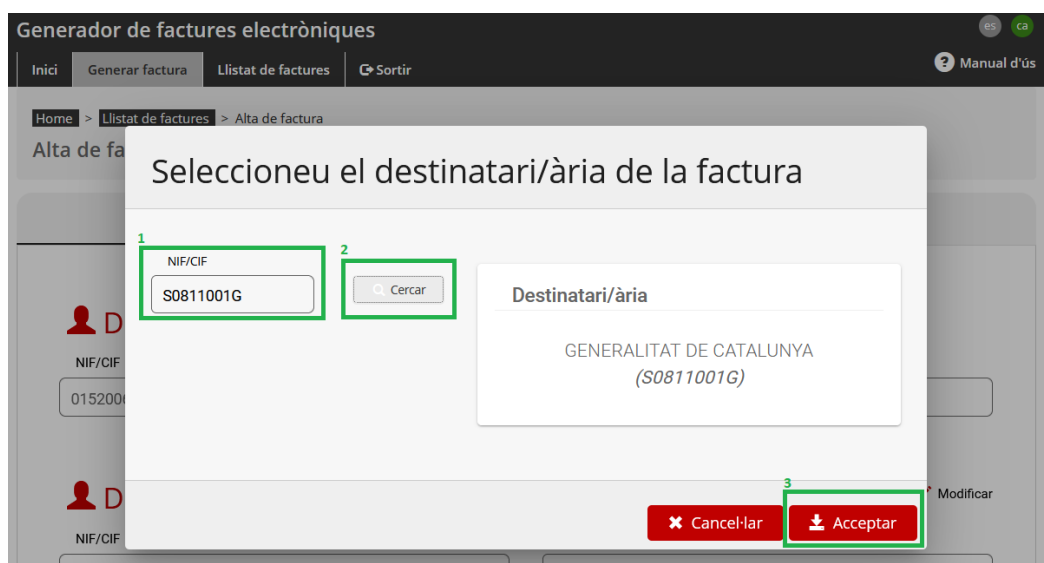 Generador de factures electròniques
es ca
Inici Generar factura Llistat de factures Sortir
? Manual d'ús
Home > Llistat de factures > Alta de factura
Alta de fa
Seleccioneu el destinatari/ària de la factura
1
NIF/CIF
S0811001G
2
Cercar
Destinatari/ària
GENERALITAT DE CATALUNYA
(S0811001G)
D
NIF/CIF
015200
D
Modificar
NIF/CIF
Cancel·lar
3
Acceptar